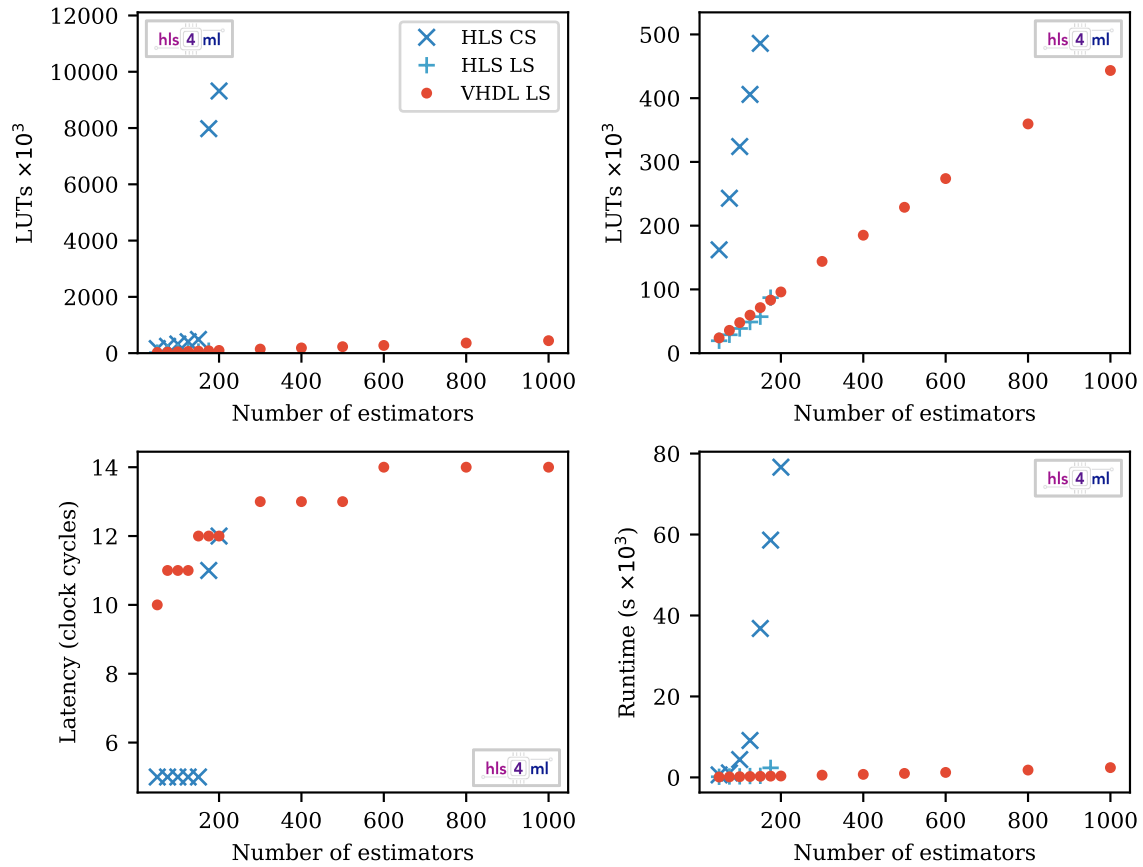 12000
10000
8000
6000
4000
2000
0
LUTs ×10³
hls 4 ml
HLS CS
HLS LS
VHDL LS
200 400 600 800 1000
Number of estimators
500
400
300
200
100
0
LUTs ×10³
hls 4 ml
200 400 600 800 1000
Number of estimators
14
12
10
8
6
Latency (clock cycles)
hls 4 ml
200 400 600 800 1000
Number of estimators
80
60
40
20
0
Runtime (s ×10³)
hls 4 ml
200 400 600 800 1000
Number of estimators